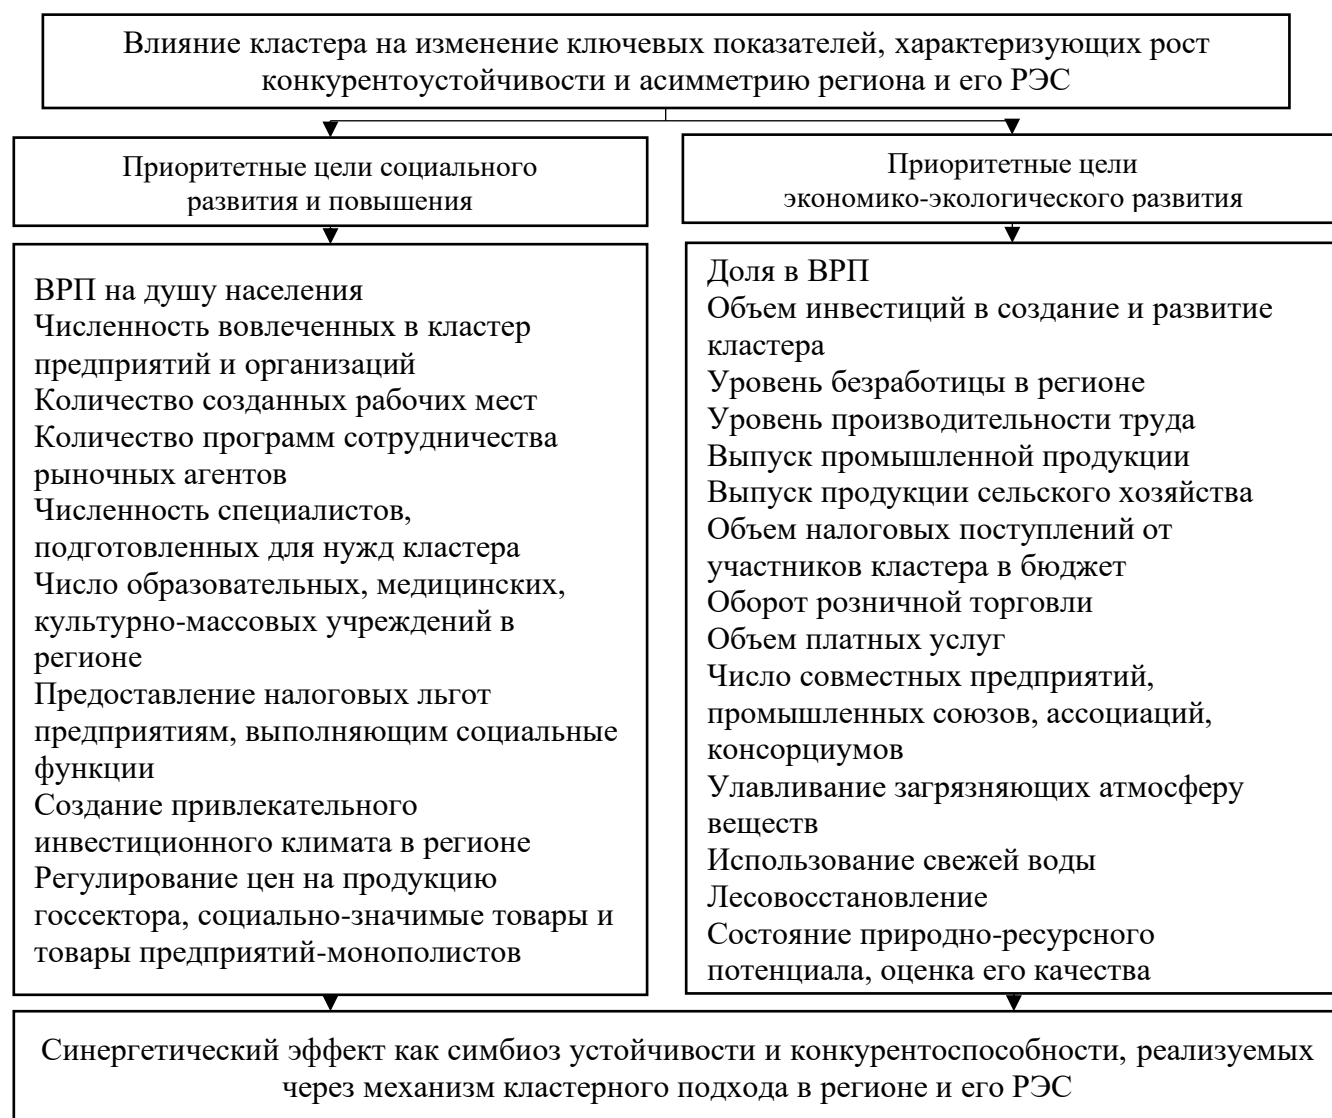 Влияние кластера на изменение ключевых показателей, характеризующих рост
конкурентоустойчивости и асимметрию региона и его РЭС
Приоритетные цели социального
развития и повышения
Приоритетные цели
экономико-экологического развития
ВРП на душу населения
Численность вовлеченных в кластер
предприятий и организаций
Количество созданных рабочих мест
Количество программ сотрудничества
рыночных агентов
Численность специалистов,
подготовленных для нужд кластера
Число образовательных, медицинских,
культурно-массовых учреждений в
регионе
Предоставление налоговых льгот
предприятиям, выполняющим социальные
функции
Создание привлекательного
инвестиционного климата в регионе
Регулирование цен на продукцию
госсектора, социально-значимые товары и
товары предприятий-монополистов
Доля в ВРП
Объем инвестиций в создание и развитие
кластера
Уровень безработицы в регионе
Уровень производительности труда
Выпуск промышленной продукции
Выпуск продукции сельского хозяйства
Объем налоговых поступлений от
участников кластера в бюджет
Оборот розничной торговли
Объем платных услуг
Число совместных предприятий,
промышленных союзов, ассоциаций,
консорциумов
Улавливание загрязняющих атмосферу
веществ
Использование свежей воды
Лесовосстановление
Состояние природно-ресурсного
потенциала, оценка его качества
Синергетический эффект как симбиоз устойчивости и конкурентоспособности, реализуемых
через механизм кластерного подхода в регионе и его РЭС